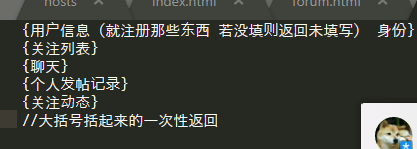 hosts
index.html
forum.html
{用户信息（就注册那些东西 若没填则返回未填写） 身份}
{关注列表}
{聊天}
{个人发帖记录}
{关注动态}
//大括号括起来的一次性返回